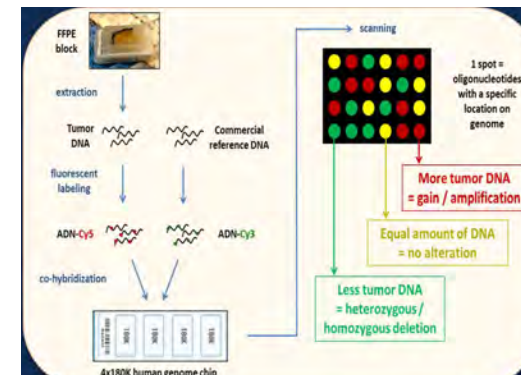 FFPE
block
extraction
Tumor
DNA
Commercial
reference DNA
fluorescent
labeling
ADN-Cy5
ADN-Cy3
co-hybridization
180K
180K
180K
180K
4x180K human genome chip
scanning
1 spot =
oligonucleotides
with a specific
location on
genome
More tumor DNA
= gain / amplification
Equal amount of DNA
= no alteration
Less tumor DNA
= heterozygous /
homozygous deletion